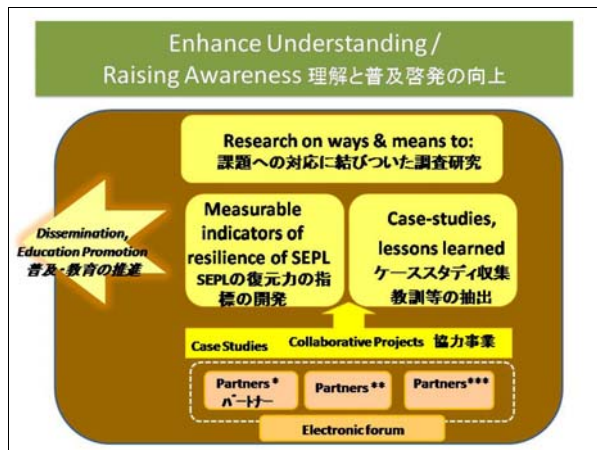 Enhance Understanding /
Raising Awareness 理解と普及啓発の向上
Research on ways & means to:
課題への対応に結びついた調査研究
Dissemination,
Education Promotion
普及・教育の推進
Measurable
indicators of
resilience of SEPL
SEPLの復元力の指
標の開発
Case-studies,
lessons learned
ケーススタディ収集
教訓等の抽出
Case Studies Collaborative Projects 協力事業
Partners *
パートナー
Partners **
Partners***
Electronic forum